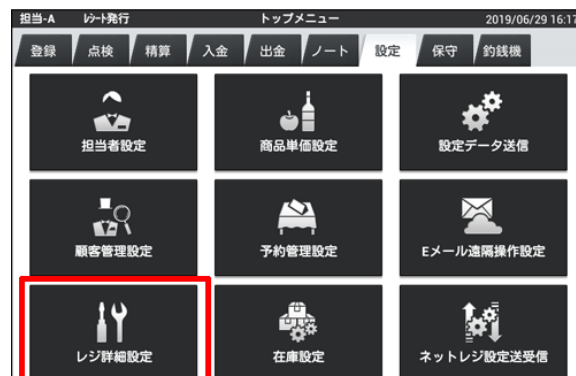 担当-A ﾚｼｰﾄ発行 トップメニュー 2019/06/29 16:17
登録 点検 精算 入金 出金 ノート 設定 保守 釣銭機
担当者設定 商品単価設定 設定データ送信
顧客管理設定 予約管理設定 Eメール遠隔操作設定
レジ詳細設定 在庫設定 ネットレジ設定送受信